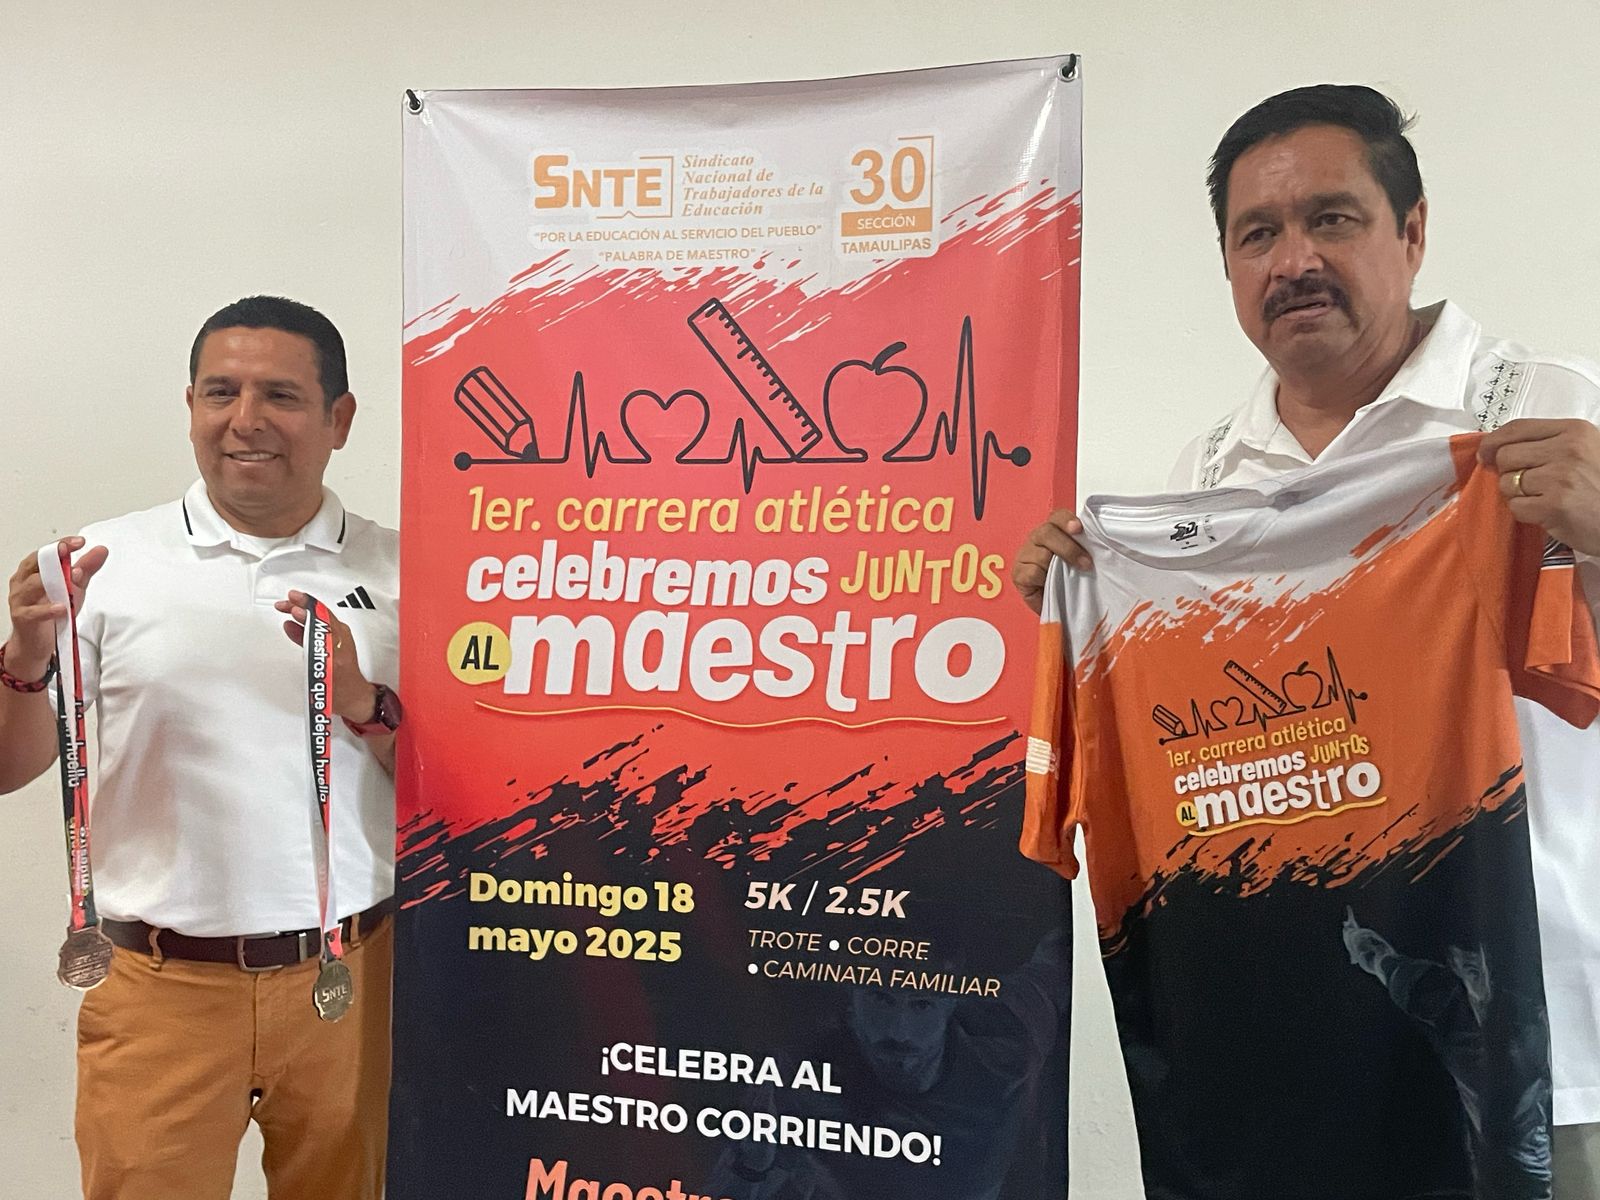 SNTE
Sindicato
Nacional de
Trabajadores de la
Educación
30
SECCIÓN
TAMAULIPAS
"POR LA EDUCACIÓN AL SERVICIO DEL PUEBLO"
"PALABRA DE MAESTRO"
1er. carrera atlética
celebremos JUNTOS
AL maestro
Domingo 18
mayo 2025
5K / 2.5K
TROTE • CORRE
• CAMINATA FAMILIAR
¡CELEBRA AL
MAESTRO CORRIENDO!
Maestros que dejan huella
huella
SNTE
1er. carrera atlética
celebremos JUNTOS
AL maestro